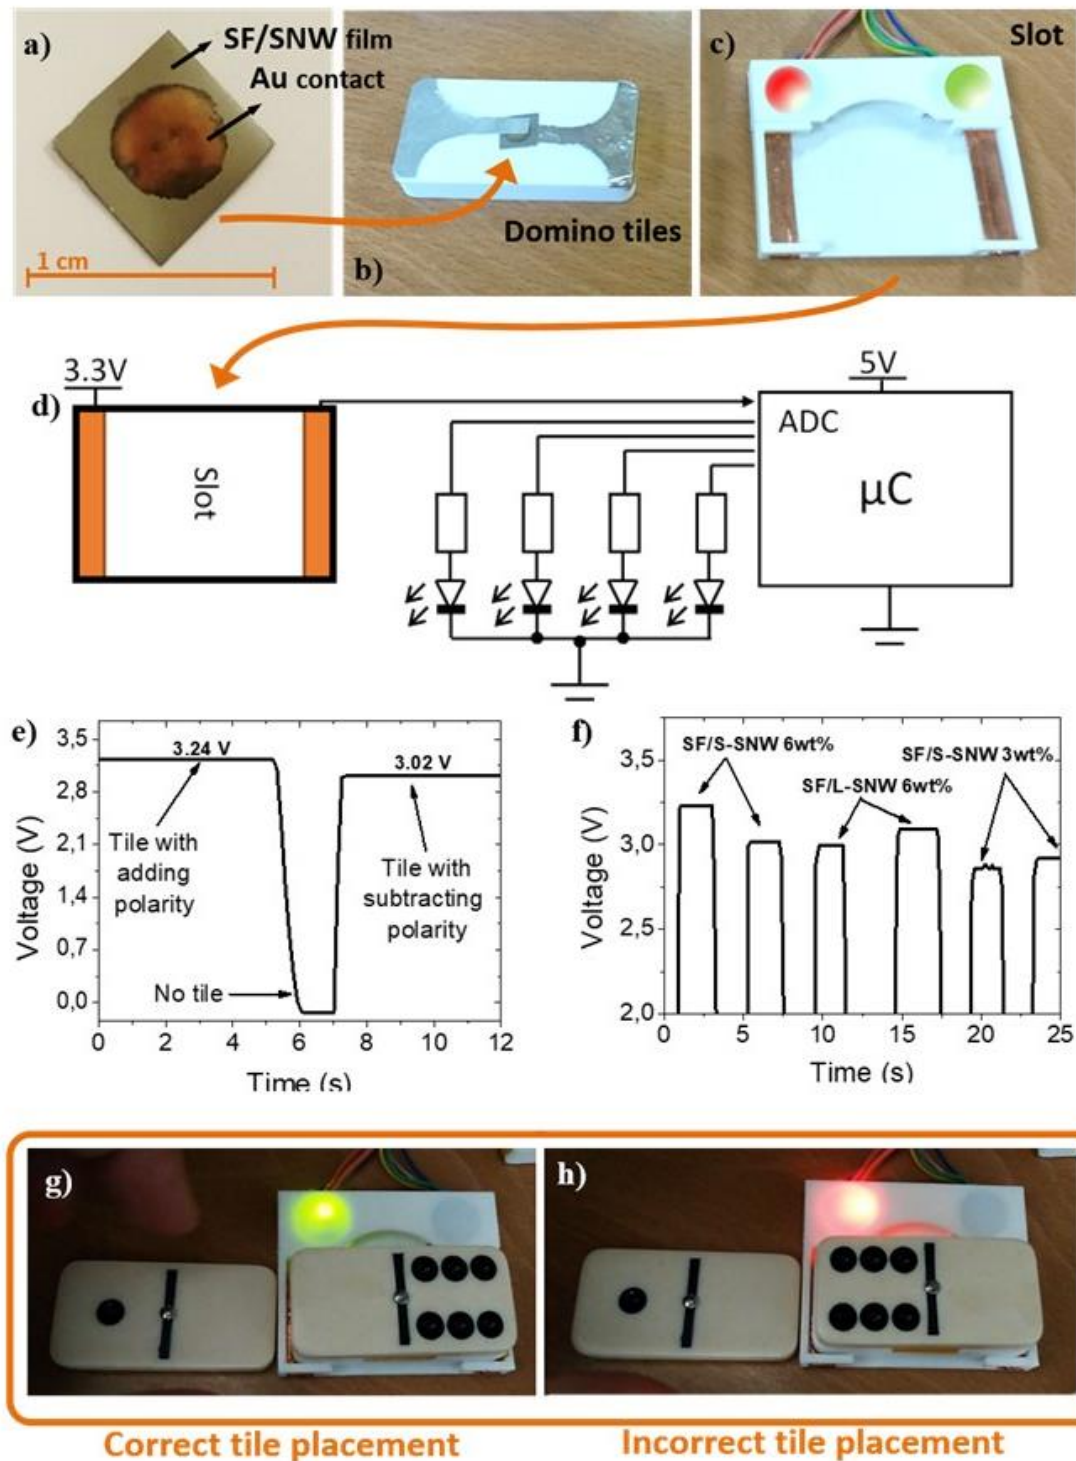 a)
SF/SNW film
Au contact
1 cm
b)
Domino tiles
c)
Slot
d)
3.3V
Slot
5V
ADC
μC
e)
3,5
2,8
2,1
1,4
0,7
0,0
Voltage (V)
3.24 V
3.02 V
Tile with
adding
polarity
Tile with
subtracting
polarity
No tile
0 2 4 6 8 10 12
Time (s)
f)
3,5
3,0
2,5
2,0
Voltage (V)
SF/S-SNW 6wt%
SF/L-SNW 6wt%
SF/S-SNW 3wt%
0 5 10 15 20 25
Time (s)
g)
h)
Correct tile placement
Incorrect tile placement